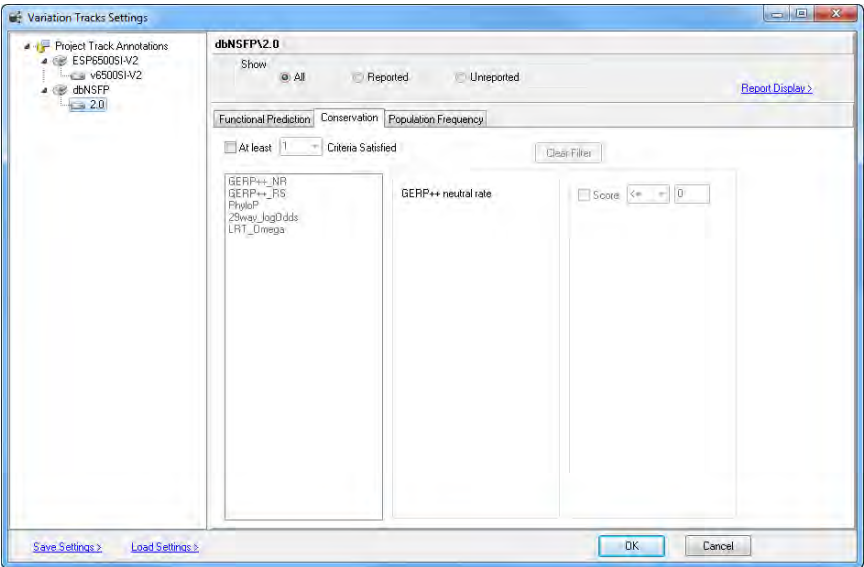 Variation Tracks Settings
Project Track Annotations
ESP6500SI-V2
v6500SI-V2
dbNSFP
2.0
dbNSFP\2.0
Show
All Reported Unreported
Report Display >
Functional Prediction Conservation Population Frequency
At least 1 Criteria Satisfied Clear Filter
GERP++_NR
GERP++_RS
PhyloP
29way_logOdds
LRT_Omega
GERP++ neutral rate
Score <= 0
Save Settings > Load Settings >
OK Cancel